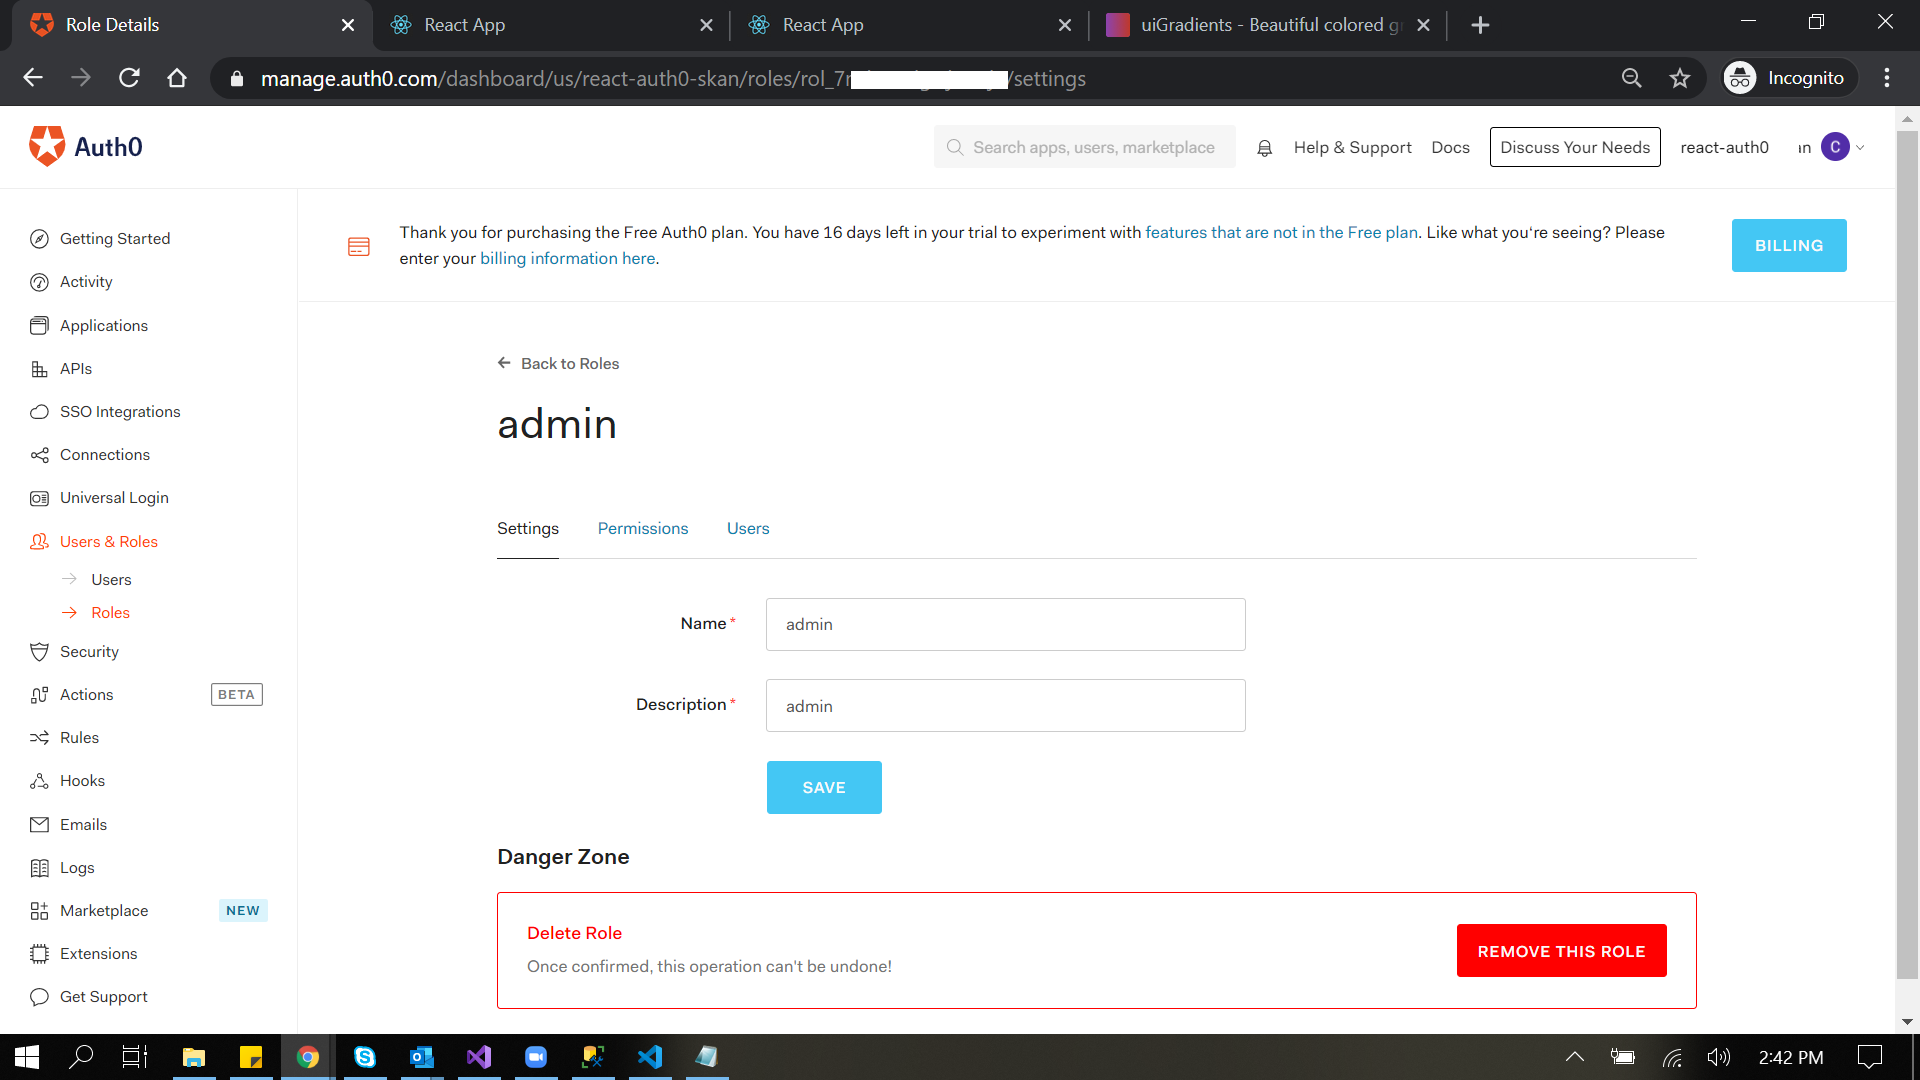 Role Details
React App
React App
uiGradients - Beautiful colored g
manage.auth0.com/dashboard/us/react-auth0-skan/roles/rol_7 /settings
Incognito
Auth0
Search apps, users, marketplace
Help & Support
Docs
Discuss Your Needs
react-auth0
an
C
Getting Started
Activity
Applications
APIs
SSO Integrations
Connections
Universal Login
Users & Roles
Users
Roles
Security
Actions
BETA
Rules
Hooks
Emails
Logs
Marketplace
NEW
Extensions
Get Support
Thank you for purchasing the Free Auth0 plan. You have 16 days left in your trial to experiment with features that are not in the Free plan. Like what you're seeing? Please
enter your billing information here.
BILLING
Back to Roles
admin
Settings
Permissions
Users
Name *
admin
Description *
admin
SAVE
Danger Zone
Delete Role
Once confirmed, this operation can't be undone!
REMOVE THIS ROLE
2:42 PM